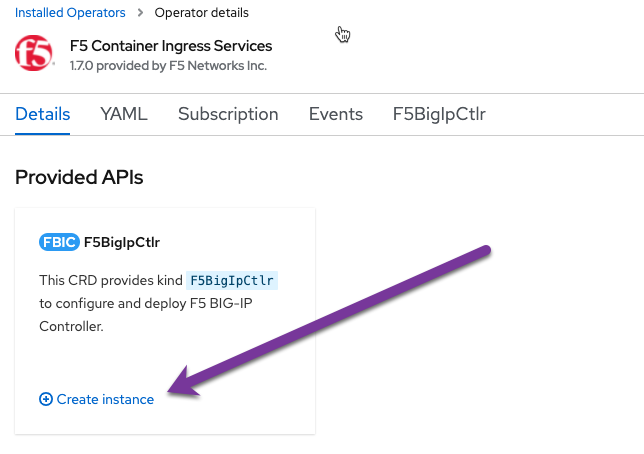 Installed Operators > Operator details
f5
F5 Container Ingress Services
1.7.0 provided by F5 Networks Inc.
Details YAML Subscription Events F5BigIpCtlr
Provided APIs
FBIC F5BigIpCtlr
This CRD provides kind F5BigIpCtlr
to configure and deploy F5 BIG-IP
Controller.
Create instance